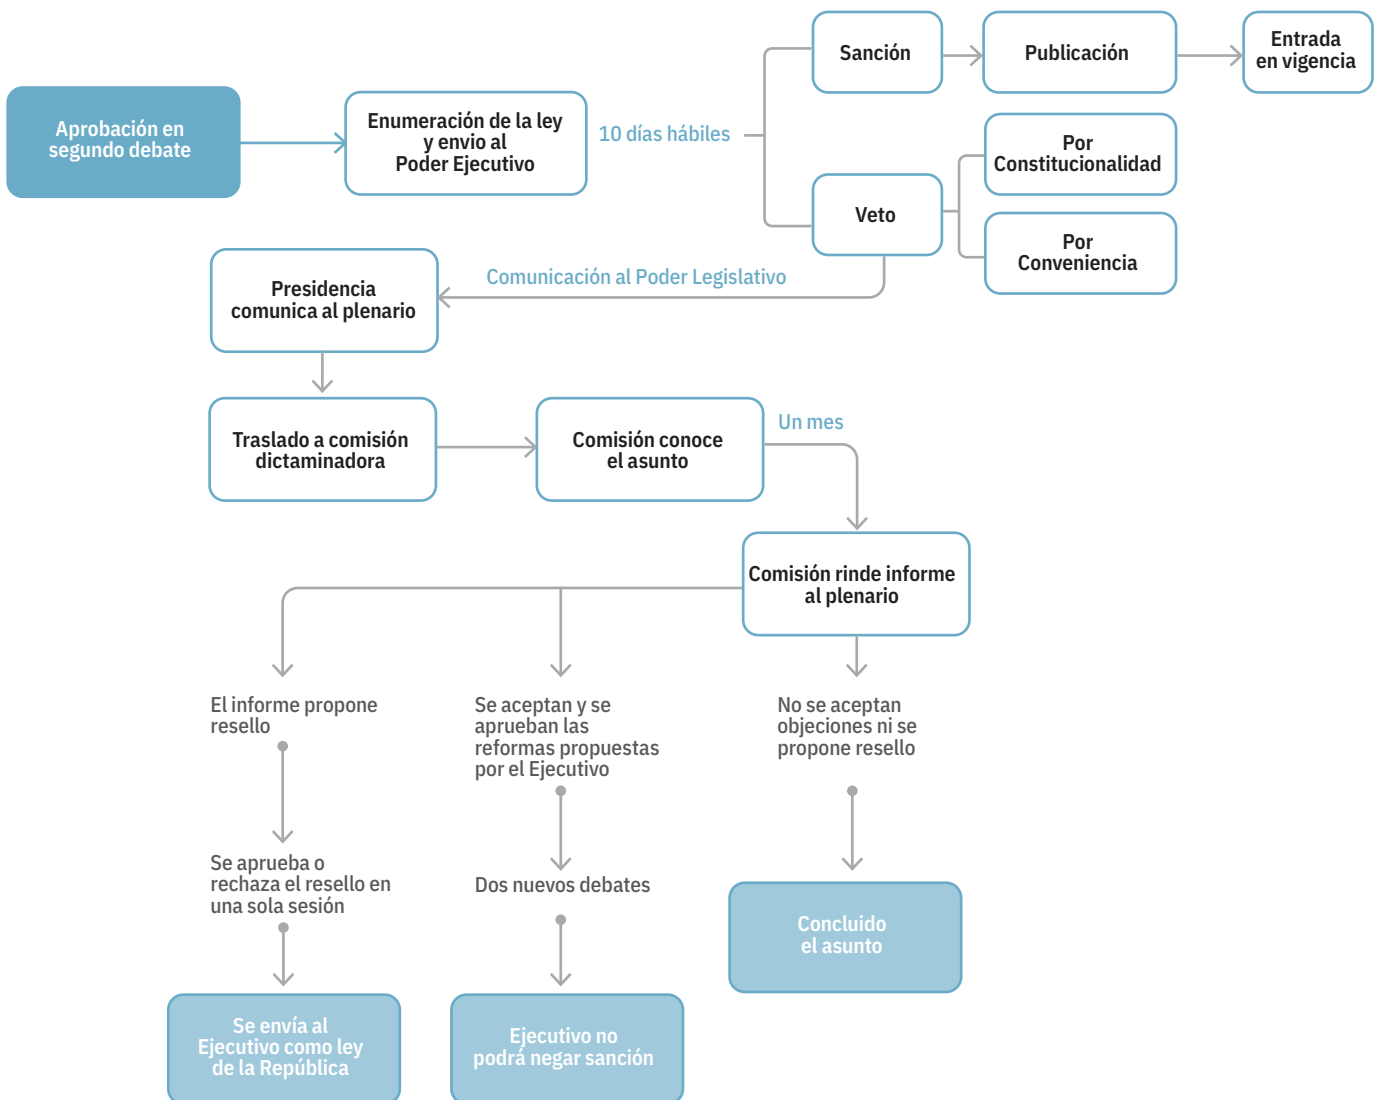 Aprobación en
segundo debate
Enumeración de la ley
y envio al
Poder Ejecutivo
10 días hábiles
Sanción
Publicación
Entrada
en vigencia
Veto
Por
Constitucionalidad
Por
Conveniencia
Comunicación al Poder Legislativo
Presidencia
comunica al plenario
Traslado a comisión
dictaminadora
Comisión conoce
el asunto
Un mes
Comisión rinde informe
al plenario
El informe propone
resello
Se aprueba o
rechaza el resello en
una sola sesión
Se envía al
Ejecutivo como ley
de la República
Se aceptan y se
aprueban las
reformas propuestas
por el Ejecutivo
Dos nuevos debates
Ejecutivo no
podrá negar sanción
No se aceptan
objeciones ni se
propone resello
Concluido
el asunto